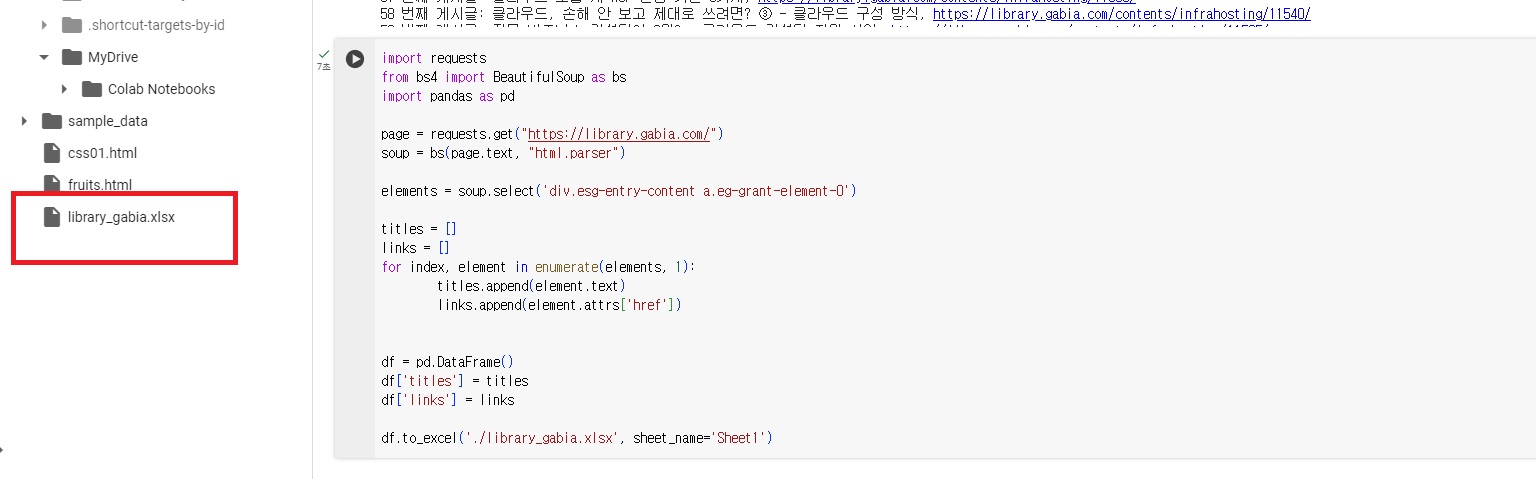 .shortcut-targets-by-id
MyDrive
Colab Notebooks
sample_data
css01.html
fruits.html
library_gabia.xlsx
58 번째 게시글: 클라우드, 손해 안 보고 제대로 쓰려면? ③ - 클라우드 구성 방식, https://library.gabia.com/contents/infrahosting/11540/
7초
import requests
from bs4 import BeautifulSoup as bs
import pandas as pd
page = requests.get("https://library.gabia.com/")
soup = bs(page.text, "html.parser")
elements = soup.select('div.esg-entry-content a.eg-grant-element-0')
titles = []
links = []
for index, element in enumerate(elements, 1):
titles.append(element.text)
links.append(element.attrs['href'])
df = pd.DataFrame()
df['titles'] = titles
df['links'] = links
df.to_excel('./library_gabia.xlsx', sheet_name='Sheet1')